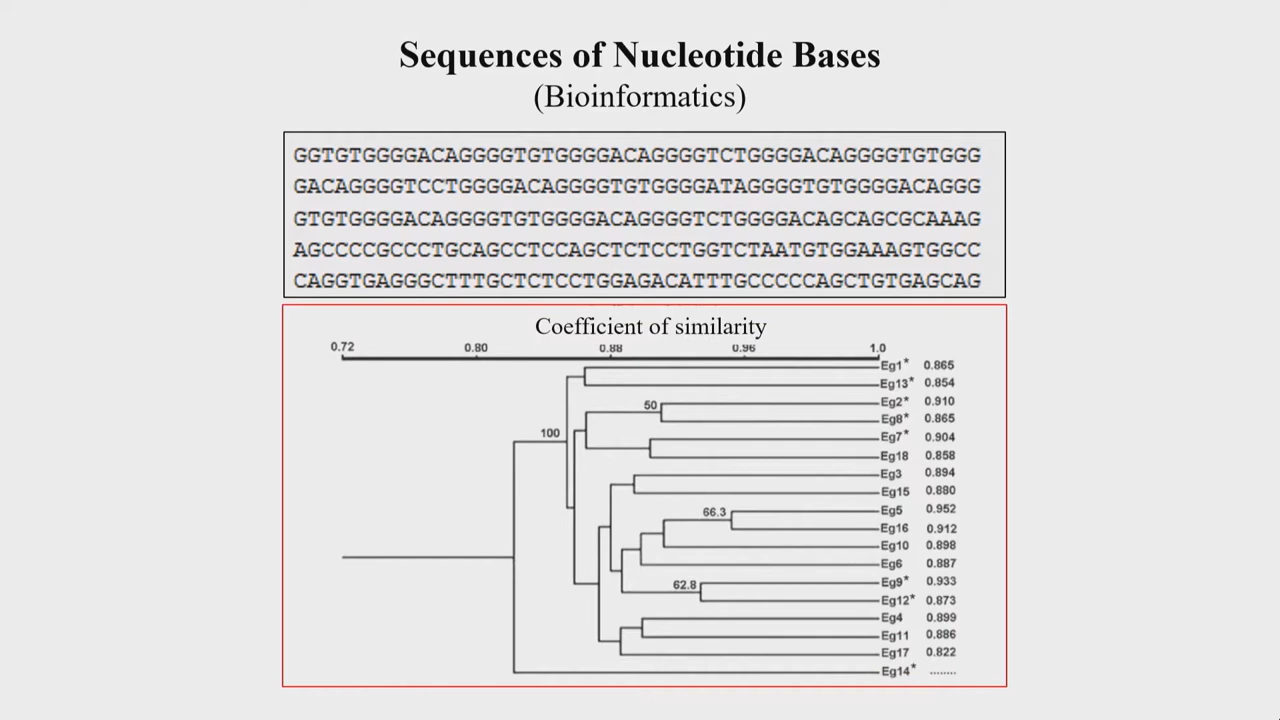 Sequences of Nucleotide Bases
(Bioinformatics)
GGTGTGGGGACAGGGGTGTGGGGACAGGGGTCTGGGGACAGGGGTGTGGG
GACAGGGGTCCTGGGGACAGGGGTGTGGGGATAGGGGTGTGGGGACAGGG
GTGTGGGGACAGGGGTGTGGGGACAGGGGTCTGGGGACAGCAGCGCAAAG
AGCCCCGCCCTGCAGCCTCCAGCTCTCCTGGTCTAATGTGGAAAGTGGCC
CAGGTGAGGGCTTTGCTCTCCTGGAGACATTTGCCCCCAGCTGTGAGCAG
Coefficient of similarity
0.72 0.80 0.88 0.96 1.0
Eg1* 0.865
Eg13* 0.854
50 Eg2* 0.910
Eg8* 0.865
100 Eg7* 0.904
Eg18 0.858
Eg3 0.894
Eg15 0.880
66.3 Eg5 0.952
Eg16 0.912
Eg10 0.898
Eg6 0.887
62.8 Eg9* 0.933
Eg12* 0.873
Eg4 0.899
Eg11 0.886
Eg17 0.822
Eg14* ........